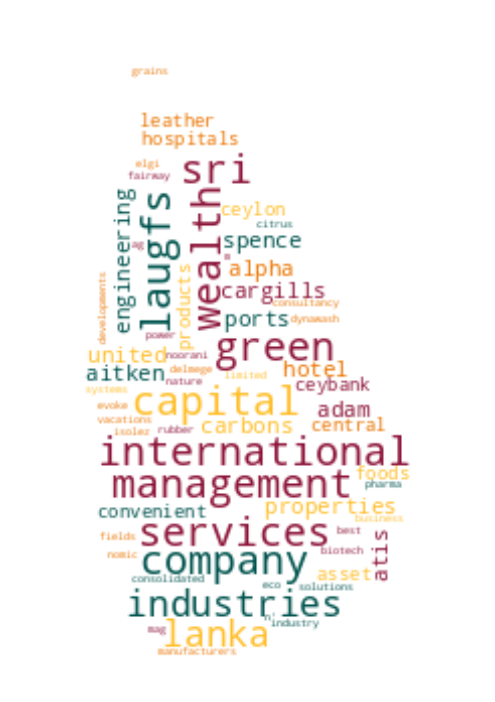 grains
leather
hospitals
elgi
sri
fairway
engineering
laugfs
wealth
ceylon
citrus
spence
ag
m
alpha
products
developments
cargills
consultancy
ports
dynawash
power
green
united
noorani
hotel
aitken
delmege
limited
nature
ceybank
systems
capital
evoke
adam
vacations
carbons
central
isolez
rubber
international
management
foods
pharma
properties
convenient
business
services
best
atis
fields
biotech
nomic
company
asset
consolidated
eco
solutions
industries
n'
industry
mag
lanka
manufacturers